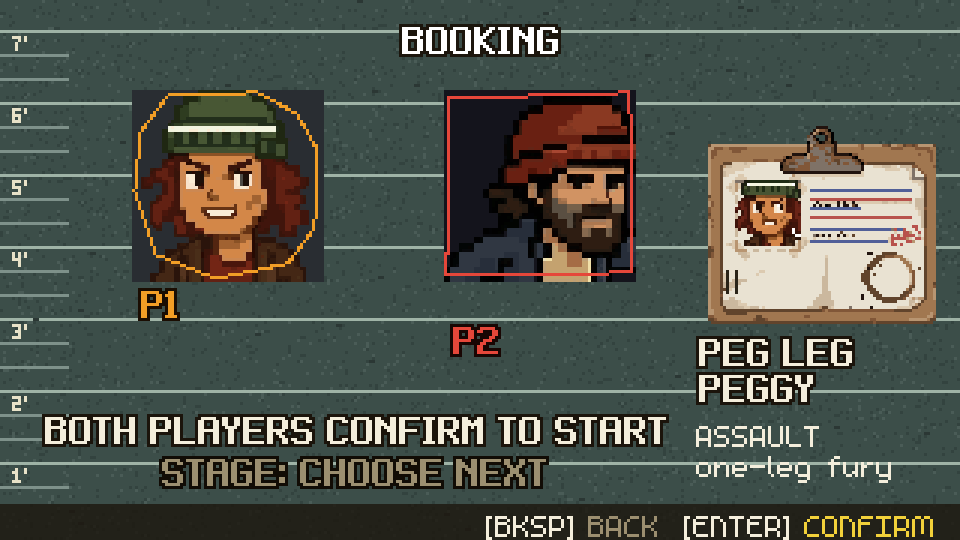 BOOKING
7'
6'
5'
4'
3'
2'
1'
P1
P2
PEG LEG
PEGGY
ASSAULT
one-leg fury
BOTH PLAYERS CONFIRM TO START
STAGE: CHOOSE NEXT
[BKSP] BACK [ENTER] CONFIRM